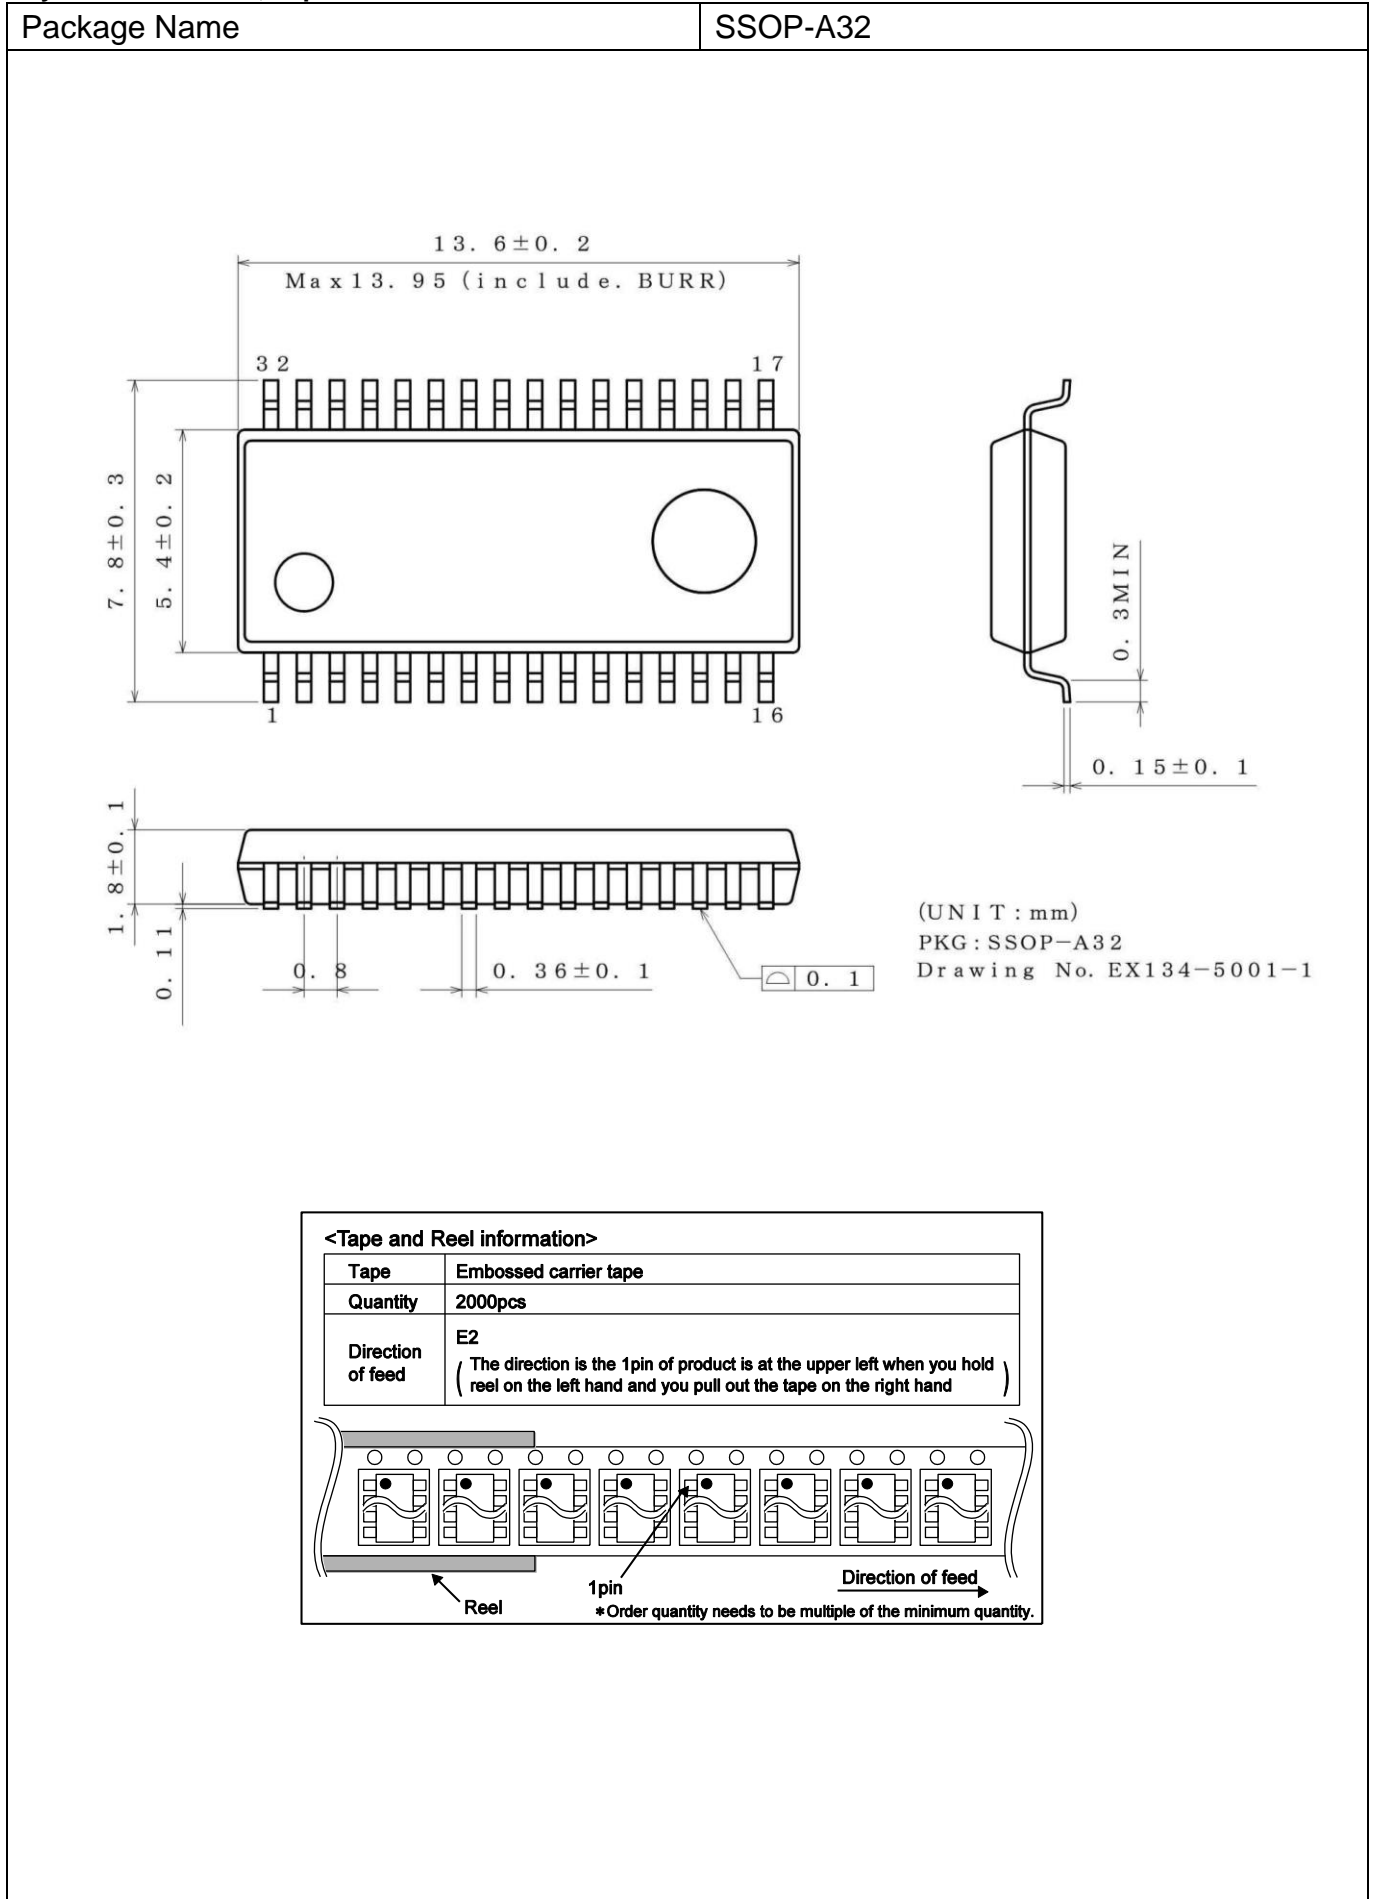 Package Name
SSOP-A32
13.6±0.2
Max13.95 (include. BURR)
32
17
7.8±0.3
5.4±0.2
0.3MIN
1
16
0.15±0.1
1.8±0.1
0.11
0.8
0.36±0.1
0.1
(UNIT:mm)
PKG:SSOP-A32
Drawing No. EX134-5001-1
<Tape and Reel information>
Tape
Embossed carrier tape
Quantity
2000pcs
Direction
of feed
E2
( The direction is the 1pin of product is at the upper left when you hold
reel on the left hand and you pull out the tape on the right hand )
Direction of feed
1pin
Reel
*Order quantity needs to be multiple of the minimum quantity.